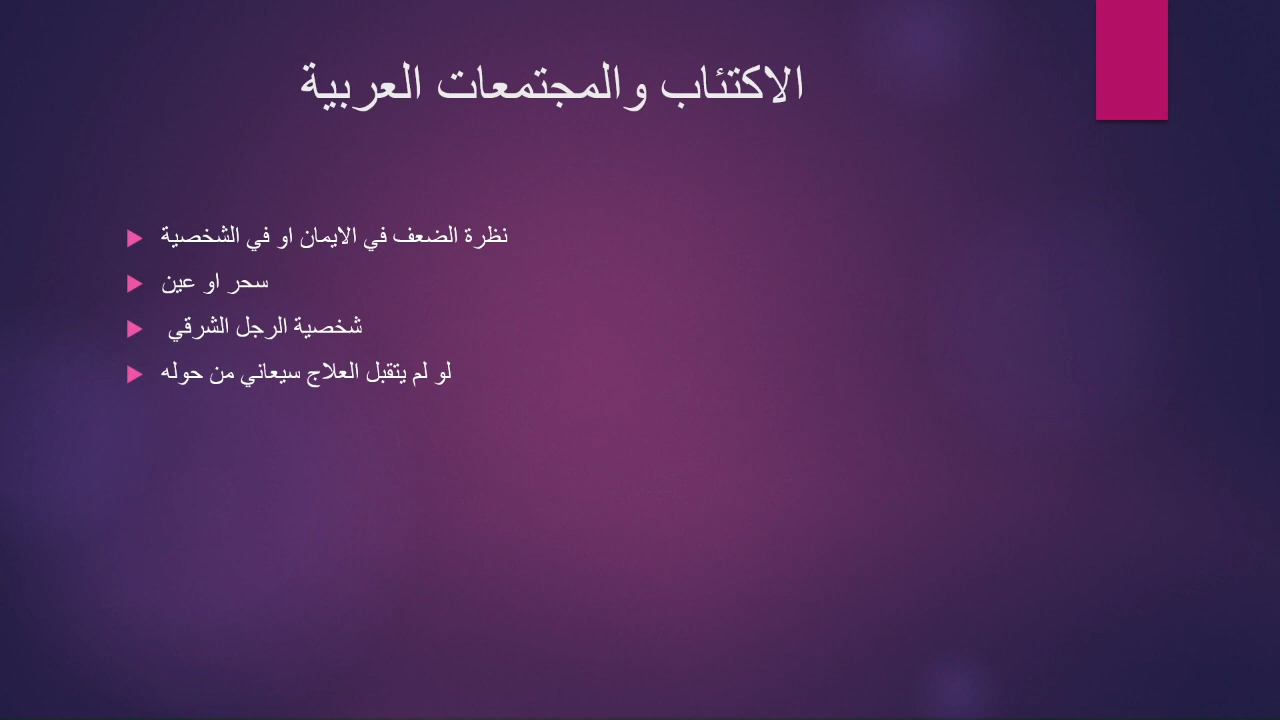 الاكتئاب والمجتمعات العربية
نظرة الضعف في الايمان او في الشخصية
سحر او عين
شخصية الرجل الشرقي
لو لم يتقبل العلاج سيعاني من حوله